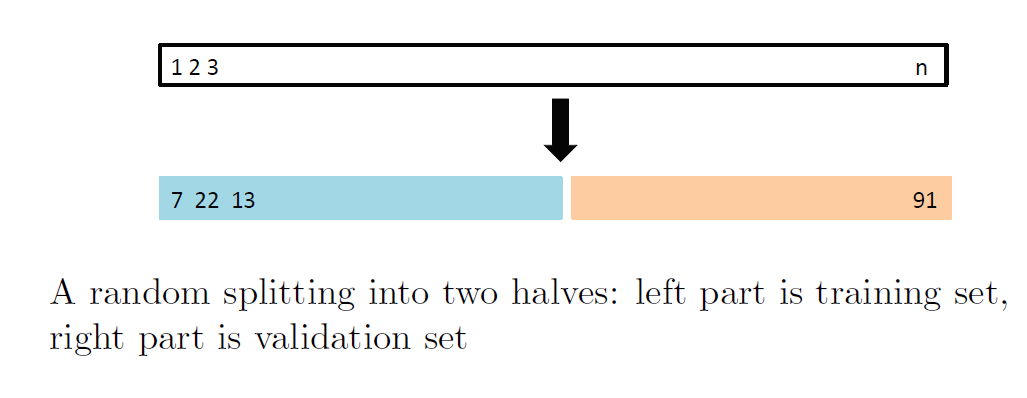 1 2 3 n
7 22 13 91
A random splitting into two halves: left part is training set,
right part is validation set